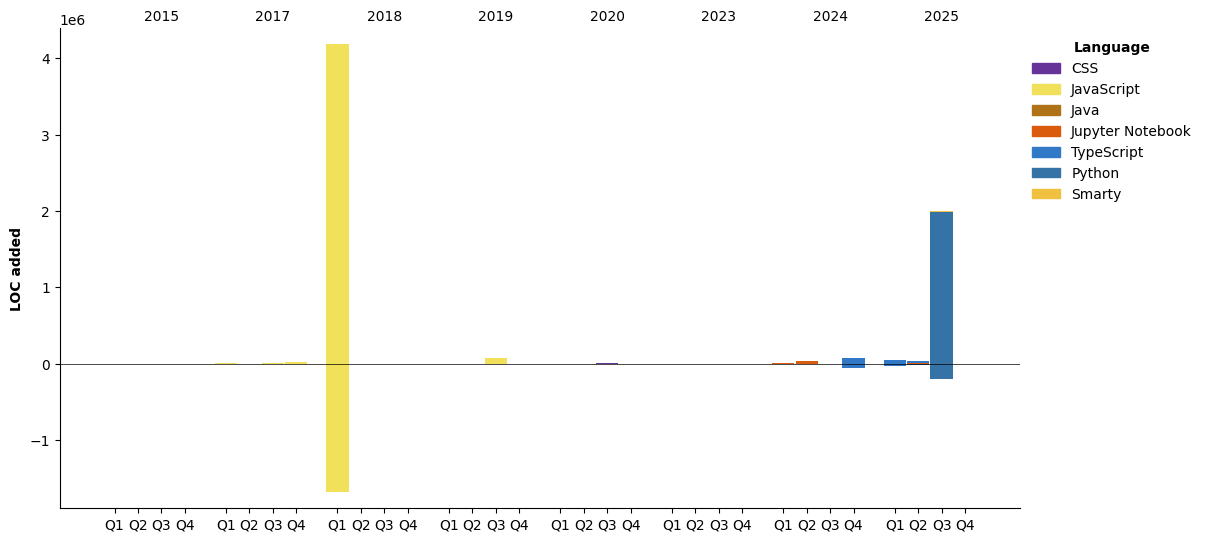 1e6
2015 2017 2018 2019 2020 2023 2024 2025
Language
CSS
JavaScript
Java
Jupyter Notebook
TypeScript
Python
Smarty
LOC added
4
3
2
1
0
−1
Q1 Q2 Q3 Q4 Q1 Q2 Q3 Q4 Q1 Q2 Q3 Q4 Q1 Q2 Q3 Q4 Q1 Q2 Q3 Q4 Q1 Q2 Q3 Q4 Q1 Q2 Q3 Q4 Q1 Q2 Q3 Q4